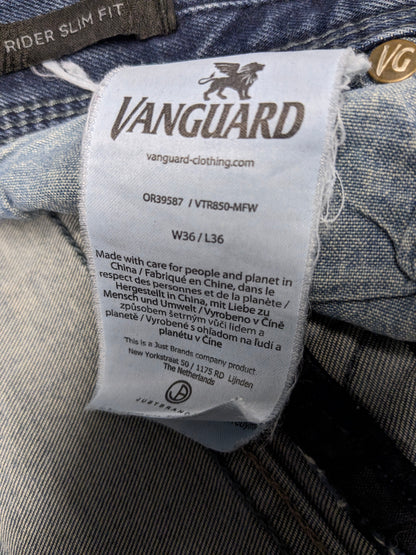 RIDER SLIM FIT
VG
VANGUARD
vanguard-clothing.com
OR39587 / VTR850-MFW
W36 / L36
Made with care for people and planet in
China / Fabriqué en Chine, dans le
respect des personnes et de la planète /
Hergestellt in China, mit Liebe zu
Mensch und Umwelt / Vyrobeno v Číně
způsobem šetrným vůči lidem a
planetě / Vyrobené s ohľadom na ľudí a
planétu v Číne
This is a Just Brands company product.
New Yorkstraat 50 / 1175 RD Lijnden
The Netherlands
JUSTBRAND